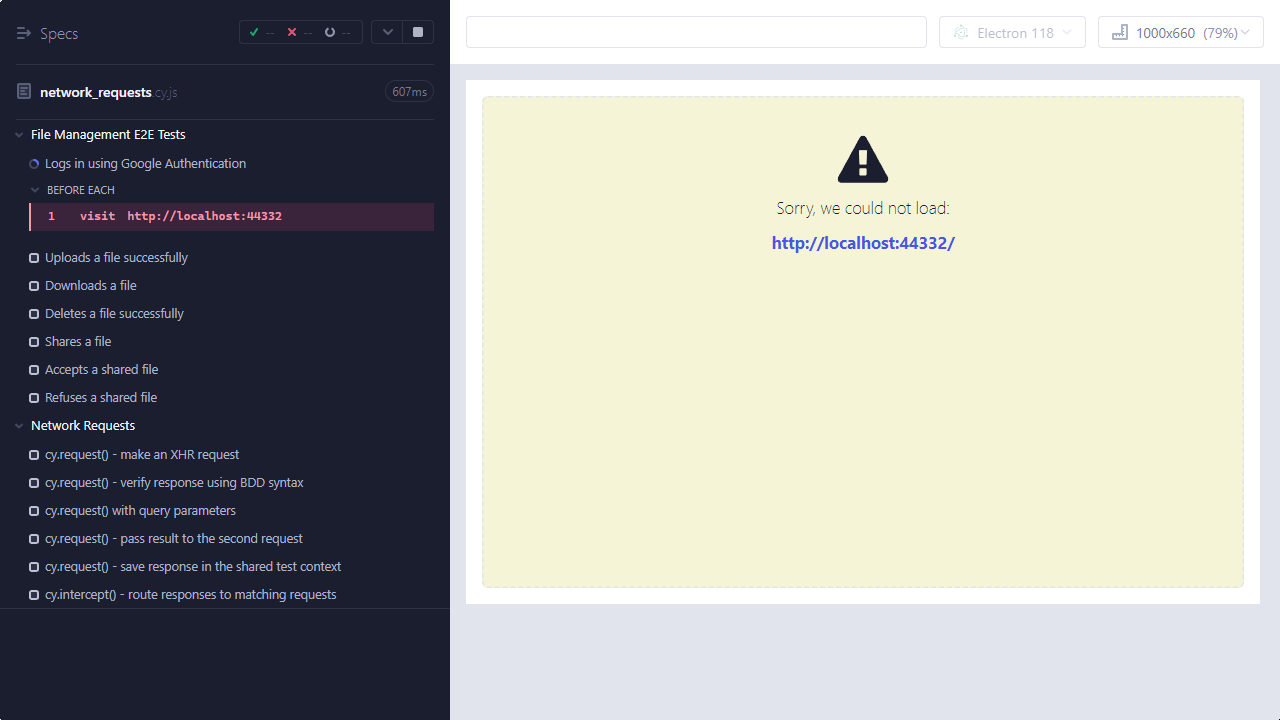 Specs
--
--
--
Electron 118
1000x660 (79%)
network_requests cy.js
607ms
File Management E2E Tests
Logs in using Google Authentication
BEFORE EACH
1 visit http://localhost:44332
Uploads a file successfully
Downloads a file
Deletes a file successfully
Shares a file
Accepts a shared file
Refuses a shared file
Network Requests
cy.request() - make an XHR request
cy.request() - verify response using BDD syntax
cy.request() with query parameters
cy.request() - pass result to the second request
cy.request() - save response in the shared test context
cy.intercept() - route responses to matching requests
Sorry, we could not load:
http://localhost:44332/